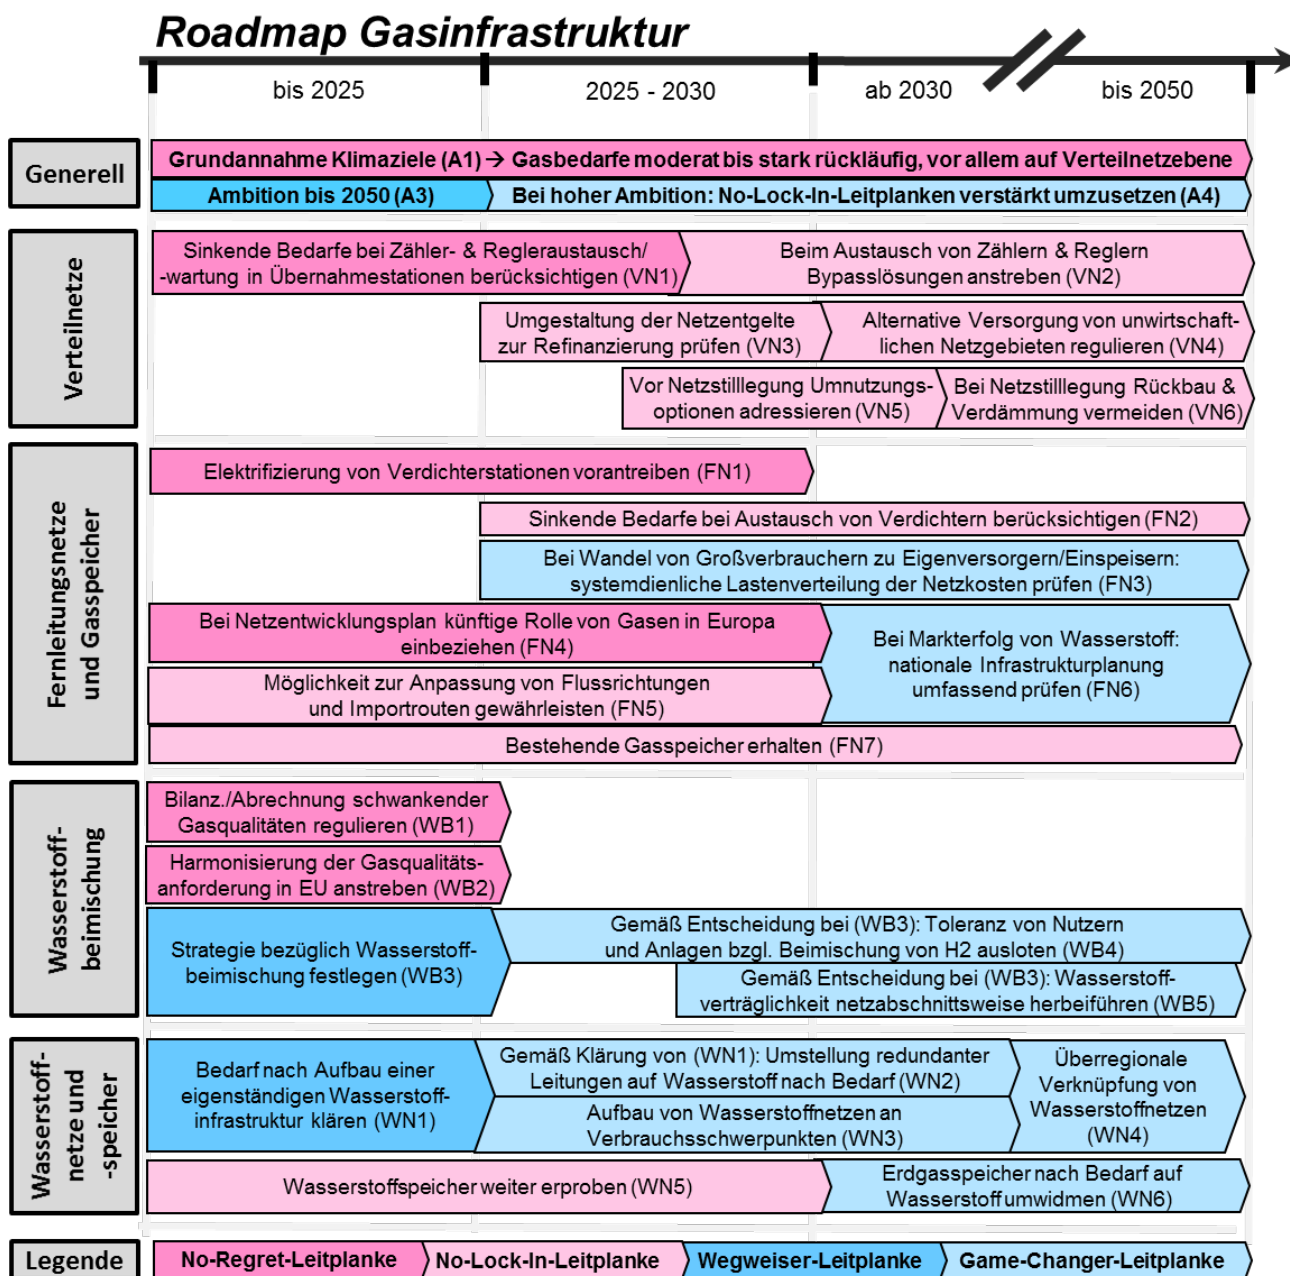 Roadmap Gasinfrastruktur
bis 2025
2025 - 2030
ab 2030
bis 2050
Generell
Grundannahme Klimaziele (A1) → Gasbedarfe moderat bis stark rückläufig, vor allem auf Verteilnetzebene
Ambition bis 2050 (A3)
Bei hoher Ambition: No-Lock-In-Leitplanken verstärkt umzusetzen (A4)
Verteilnetze
Sinkende Bedarfe bei Zähler- & Regleraustausch/
-wartung in Übernahmestationen berücksichtigen (VN1)
Beim Austausch von Zählern & Reglern
Bypasslösungen anstreben (VN2)
Umgestaltung der Netzentgelte
zur Refinanzierung prüfen (VN3)
Alternative Versorgung von unwirtschaft-
lichen Netzgebieten regulieren (VN4)
Vor Netzstilllegung Umnutzungs-
optionen adressieren (VN5)
Bei Netzstilllegung Rückbau &
Verdämmung vermeiden (VN6)
Fernleitungsnetze
und Gasspeicher
Elektrifizierung von Verdichterstationen vorantreiben (FN1)
Sinkende Bedarfe bei Austausch von Verdichtern berücksichtigen (FN2)
Bei Wandel von Großverbrauchern zu Eigenversorgern/Einspeisern:
systemdienliche Lastenverteilung der Netzkosten prüfen (FN3)
Bei Netzentwicklungsplan künftige Rolle von Gasen in Europa
einbeziehen (FN4)
Möglichkeit zur Anpassung von Flussrichtungen
und Importrouten gewährleisten (FN5)
Bei Markterfolg von Wasserstoff:
nationale Infrastrukturplanung
umfassend prüfen (FN6)
Bestehende Gasspeicher erhalten (FN7)
Wasserstoff-
beimischung
Bilanz./Abrechnung schwankender
Gasqualitäten regulieren (WB1)
Harmonisierung der Gasqualitäts-
anforderung in EU anstreben (WB2)
Strategie bezüglich Wasserstoff-
beimischung festlegen (WB3)
Gemäß Entscheidung bei (WB3): Toleranz von Nutzern
und Anlagen bzgl. Beimischung von H2 ausloten (WB4)
Gemäß Entscheidung bei (WB3): Wasserstoff-
verträglichkeit netzabschnittsweise herbeiführen (WB5)
Wasserstoff-
netze und
-speicher
Bedarf nach Aufbau einer
eigenständigen Wasserstoff-
infrastruktur klären (WN1)
Gemäß Klärung von (WN1): Umstellung redundanter
Leitungen auf Wasserstoff nach Bedarf (WN2)
Aufbau von Wasserstoffnetzen an
Verbrauchsschwerpunkten (WN3)
Überregionale
Verknüpfung von
Wasserstoffnetzen
(WN4)
Wasserstoffspeicher weiter erproben (WN5)
Erdgasspeicher nach Bedarf auf
Wasserstoff umwidmen (WN6)
Legende
No-Regret-Leitplanke
No-Lock-In-Leitplanke
Wegweiser-Leitplanke
Game-Changer-Leitplanke